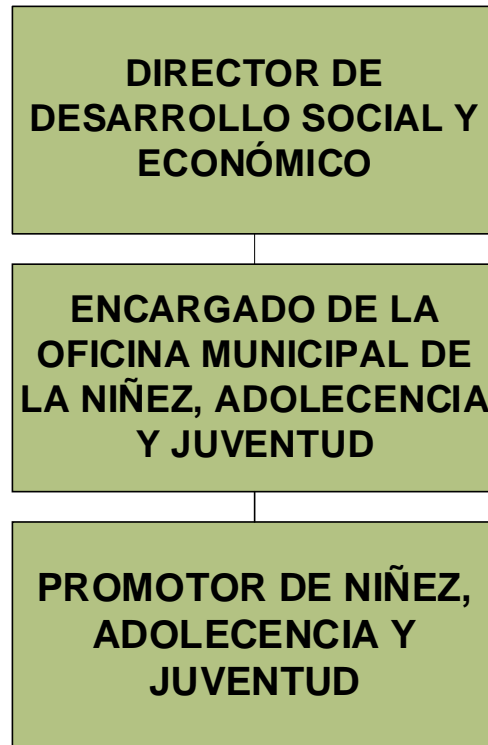 DIRECTOR DE
DESARROLLO SOCIAL Y
ECONÓMICO
ENCARGADO DE LA
OFICINA MUNICIPAL DE
LA NIÑEZ, ADOLECENCIA
Y JUVENTUD
PROMOTOR DE NIÑEZ,
ADOLECENCIA Y
JUVENTUD